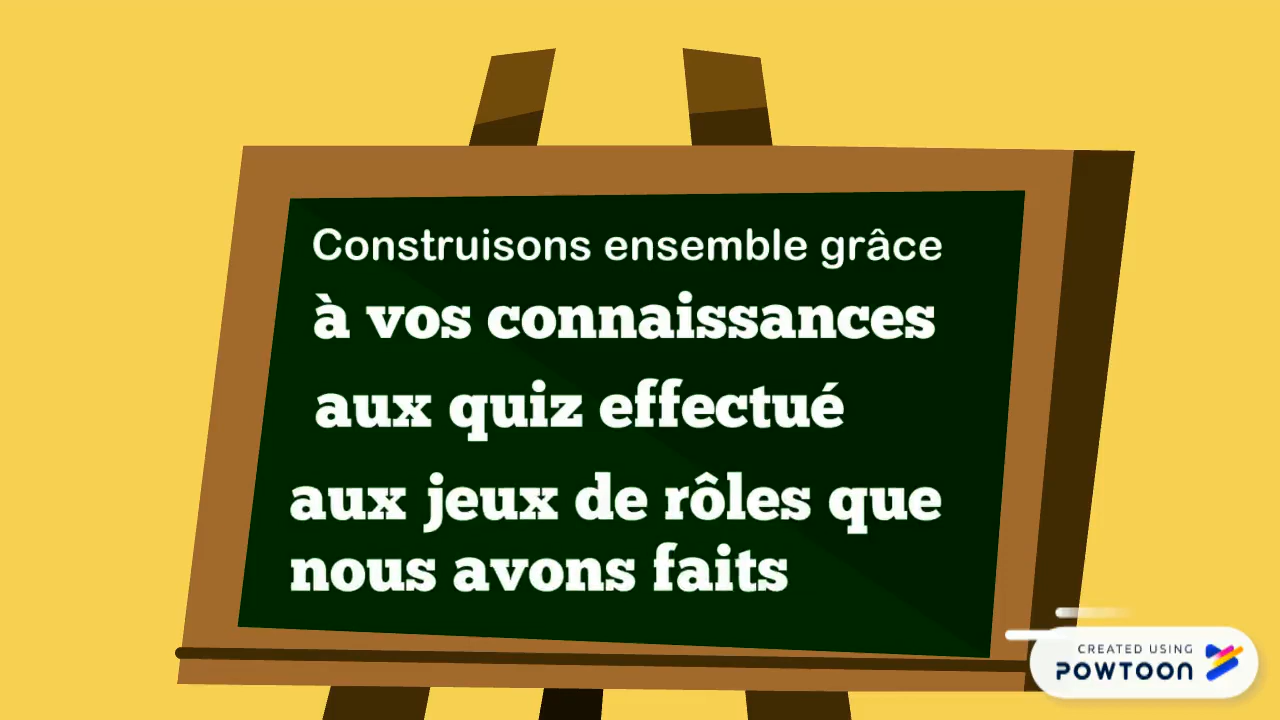 Construisons ensemble grâce
à vos connaissances
aux quiz effectué
aux jeux de rôles que
nous avons faits
CREATED USING
POWTOON